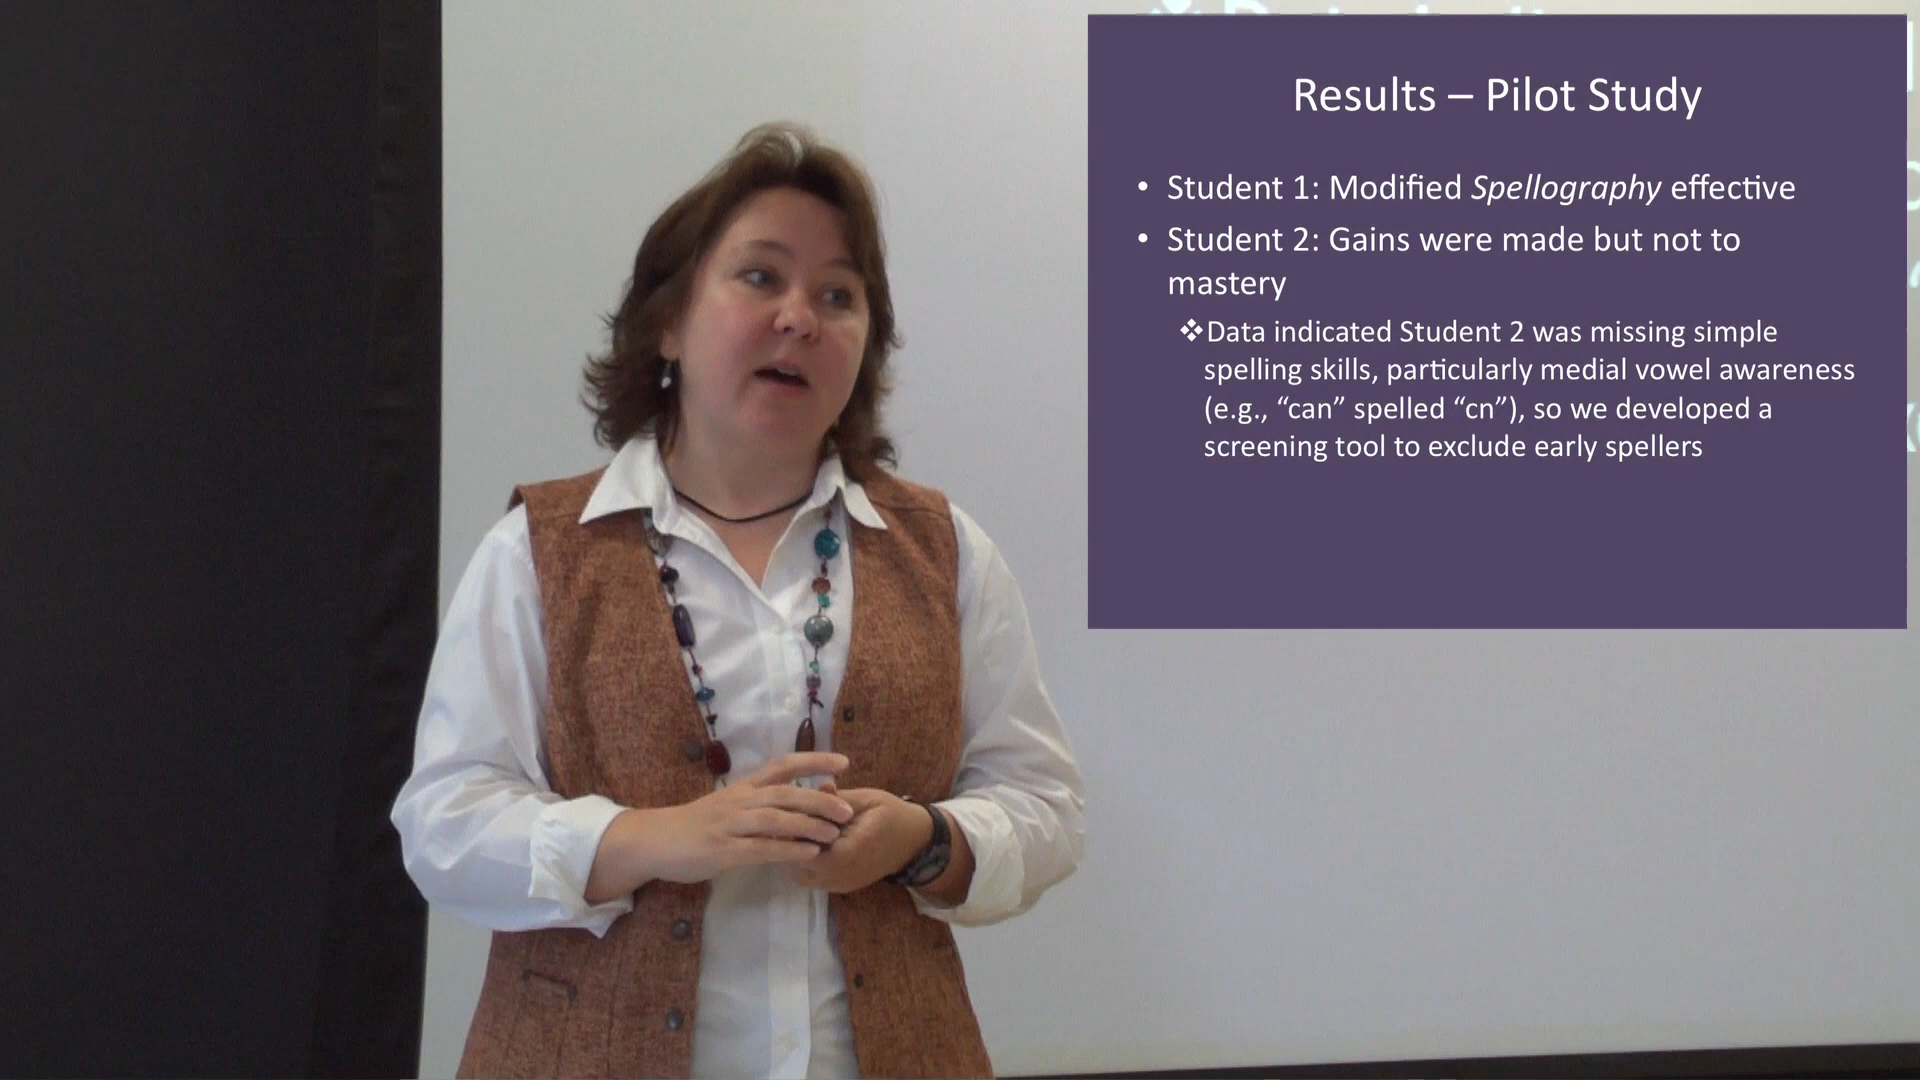 Results – Pilot Study
• Student 1: Modified Spellography effective
• Student 2: Gains were made but not to
mastery
❖Data indicated Student 2 was missing simple
spelling skills, particularly medial vowel awareness
(e.g., “can” spelled “cn”), so we developed a
screening tool to exclude early spellers